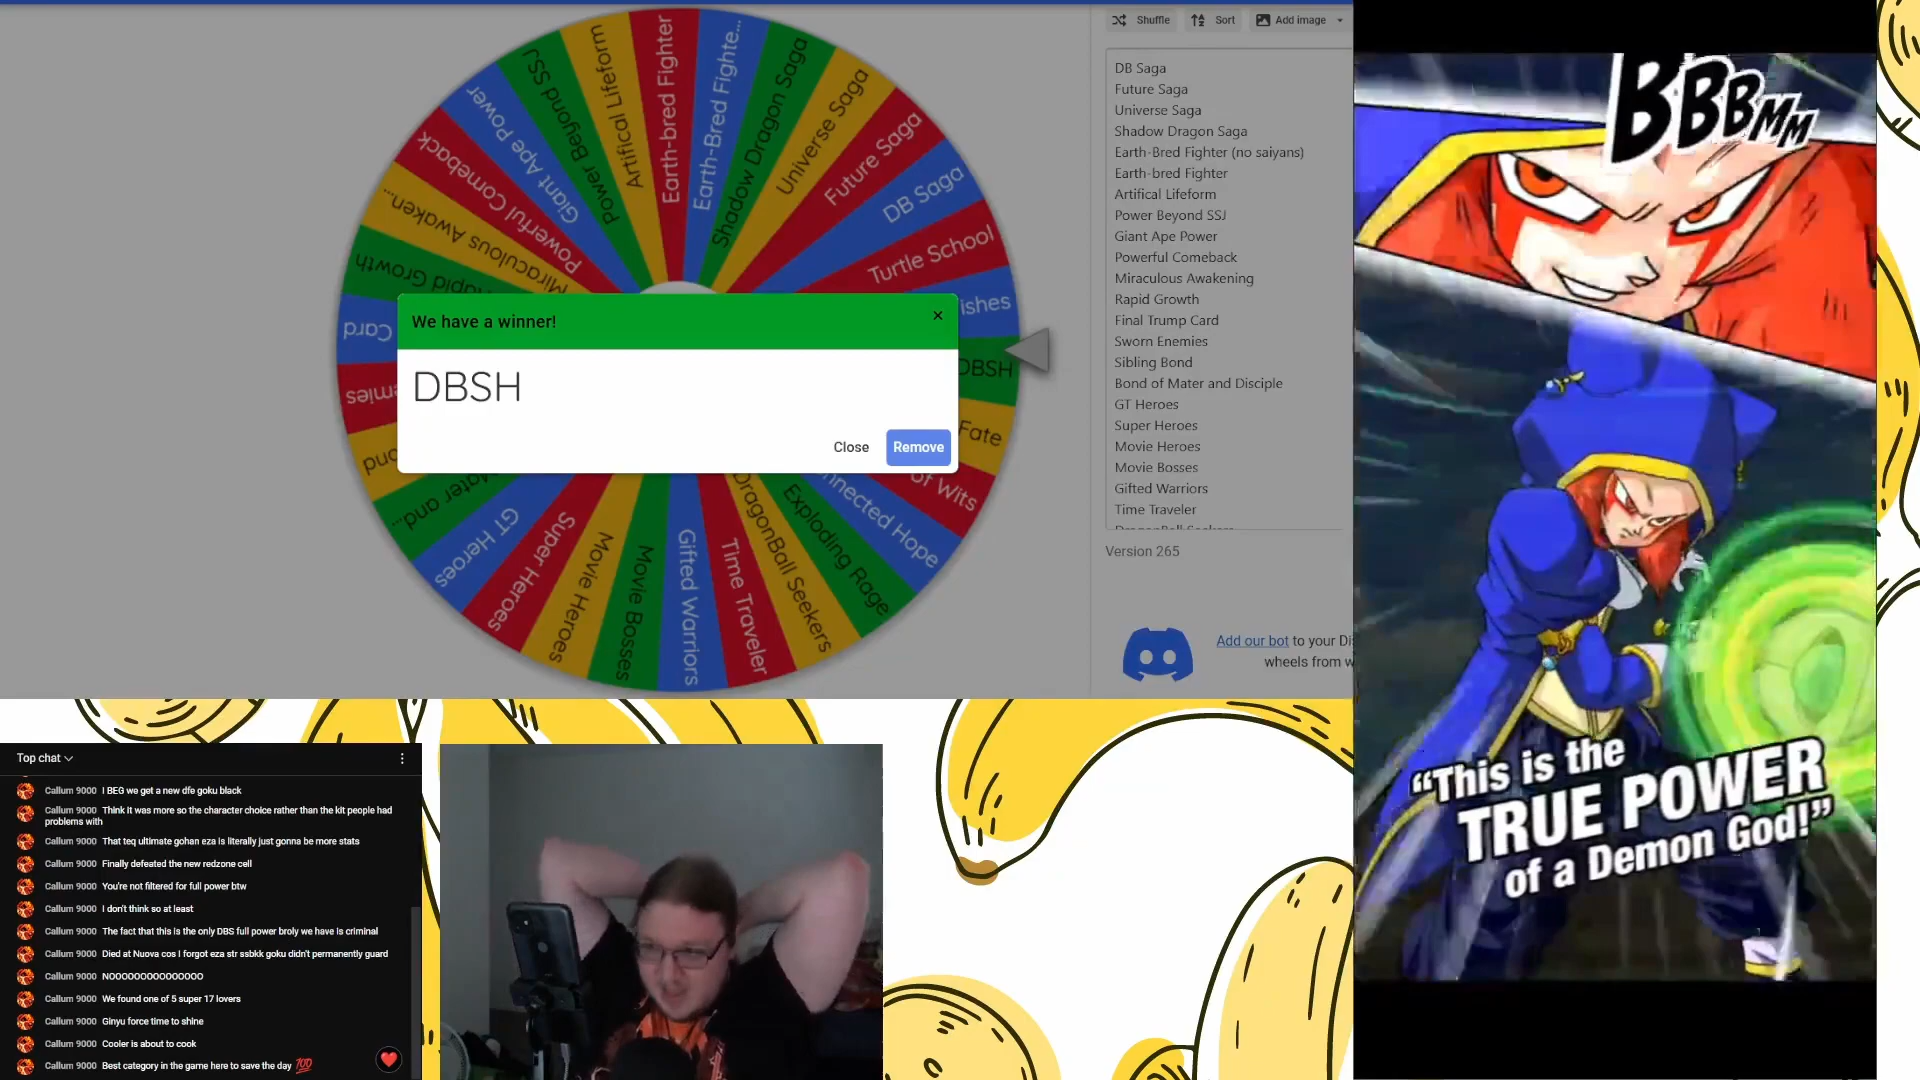 Shuffle
Sort
Add image
DB Saga
Future Saga
Universe Saga
Shadow Dragon Saga
Earth-Bred Fighter (no saiyans)
Earth-bred Fighter
Artifical Lifeform
Power Beyond SSJ
Giant Ape Power
Powerful Comeback
Miraculous Awakening
Rapid Growth
Final Trump Card
Sworn Enemies
Sibling Bond
Bond of Mater and Disciple
GT Heroes
Super Heroes
Movie Heroes
Movie Bosses
Gifted Warriors
Time Traveler
Version 265
Add our bot to your Di
wheels from w
Card
Rapid Growth
Miraculous Awaken...
Powerful Comeback
Giant Ape Power
Power Beyond SSJ
Artifical Lifeform
Earth-bred Fighter
Earth-Bred Fighte...
Shadow Dragon Saga
Universe Saga
Future Saga
DB Saga
Turtle School
ishes
DBSH
Fate
of Wits
nnected Hope
Exploding Rage
DragonBall Seekers
Time Traveler
Gifted Warriors
Movie Bosses
Movie Heroes
Super Heroes
GT Heroes
Mater and...
ond
emies
We have a winner!
DBSH
Close
Remove
BBBMM
"This is the
TRUE POWER
of a Demon God!"
Top chat
Callum 9000 I BEG we get a new dfe goku black
Callum 9000 Think it was more so the character choice rather than the kit people had
problems with
Callum 9000 That teq ultimate gohan eza is literally just gonna be more stats
Callum 9000 Finally defeated the new redzone cell
Callum 9000 You're not filtered for full power btw
Callum 9000 I don't think so at least
Callum 9000 The fact that this is the only DBS full power broly we have is criminal
Callum 9000 Died at Nuova cos I forgot eza str ssbkk goku didn't permanently guard
Callum 9000 NOOOOOOOOOOOOOOO
Callum 9000 We found one of 5 super 17 lovers
Callum 9000 Ginyu force time to shine
Callum 9000 Cooler is about to cook
Callum 9000 Best category in the game here to save the day 💯